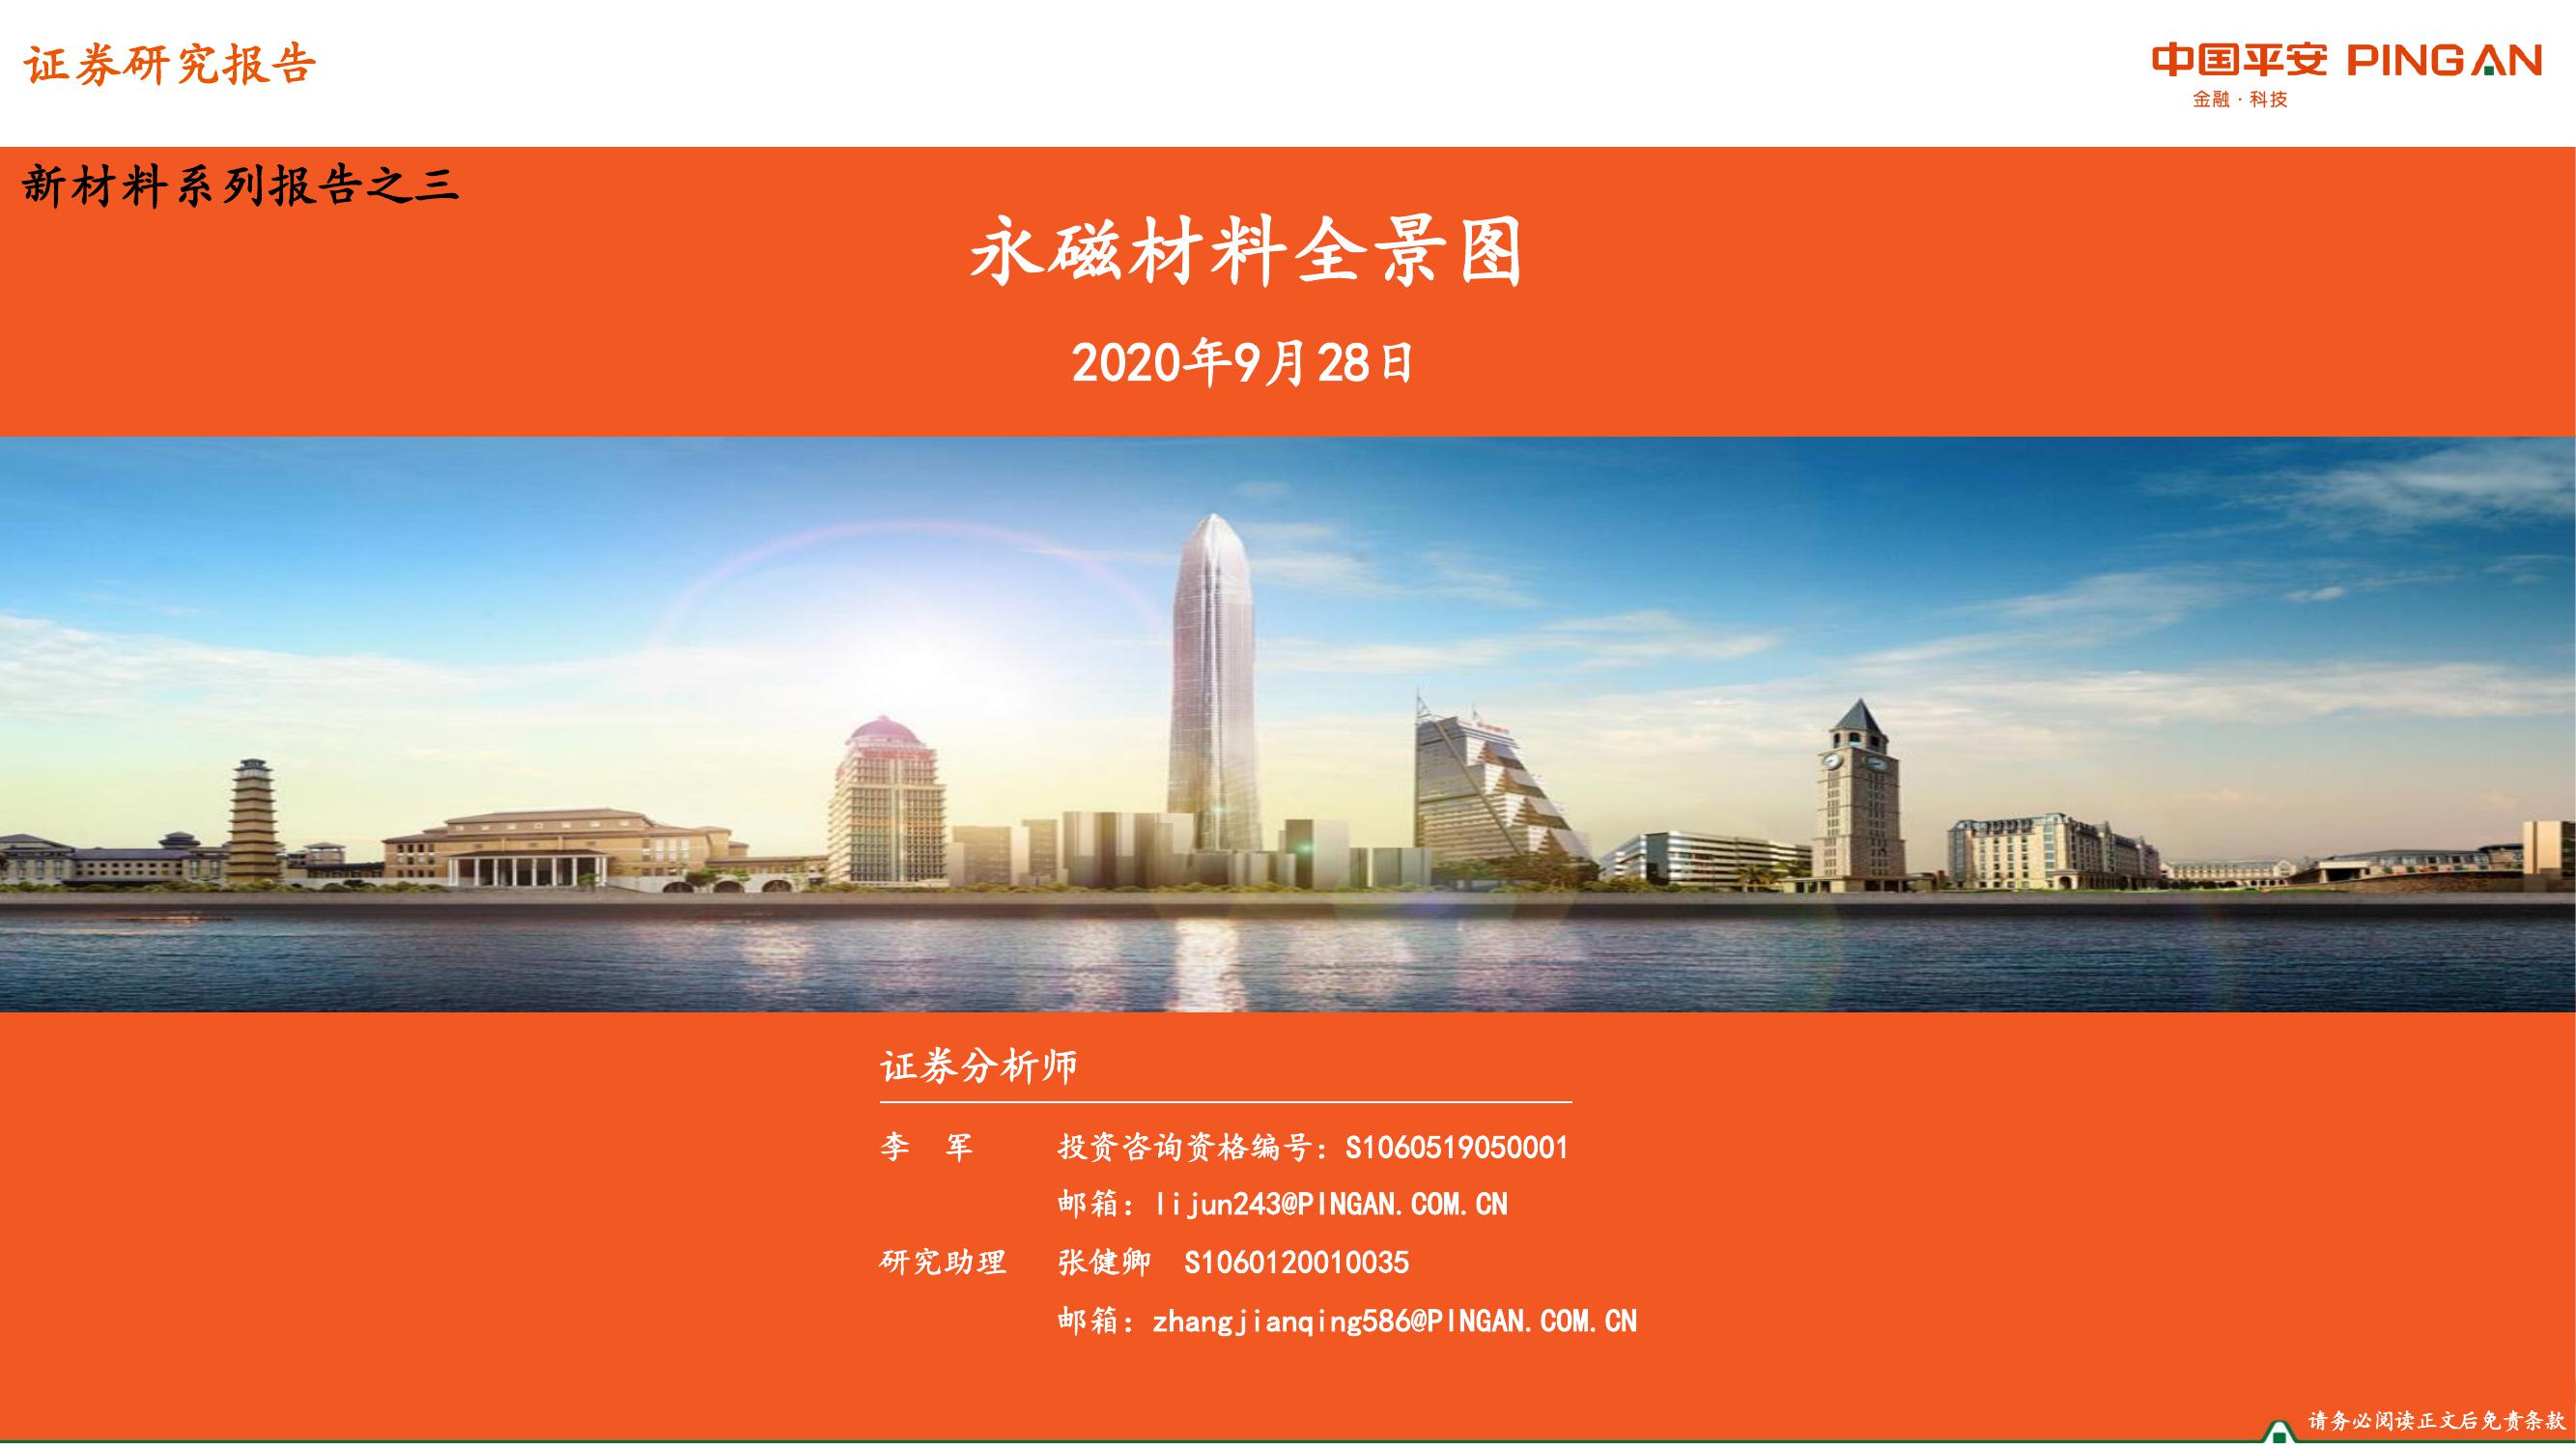 证券研究报告
中国平安 PINGAN
金融·科技
新材料系列报告之三
永磁材料全景图
2020年9月28日
证券分析师
李 军 投资咨询资格编号：S1060519050001
邮箱：lijun243@PINGAN.COM.CN
研究助理 张健卿 S1060120010035
邮箱：zhangjianqing586@PINGAN.COM.CN
请务必阅读正文后免责条款